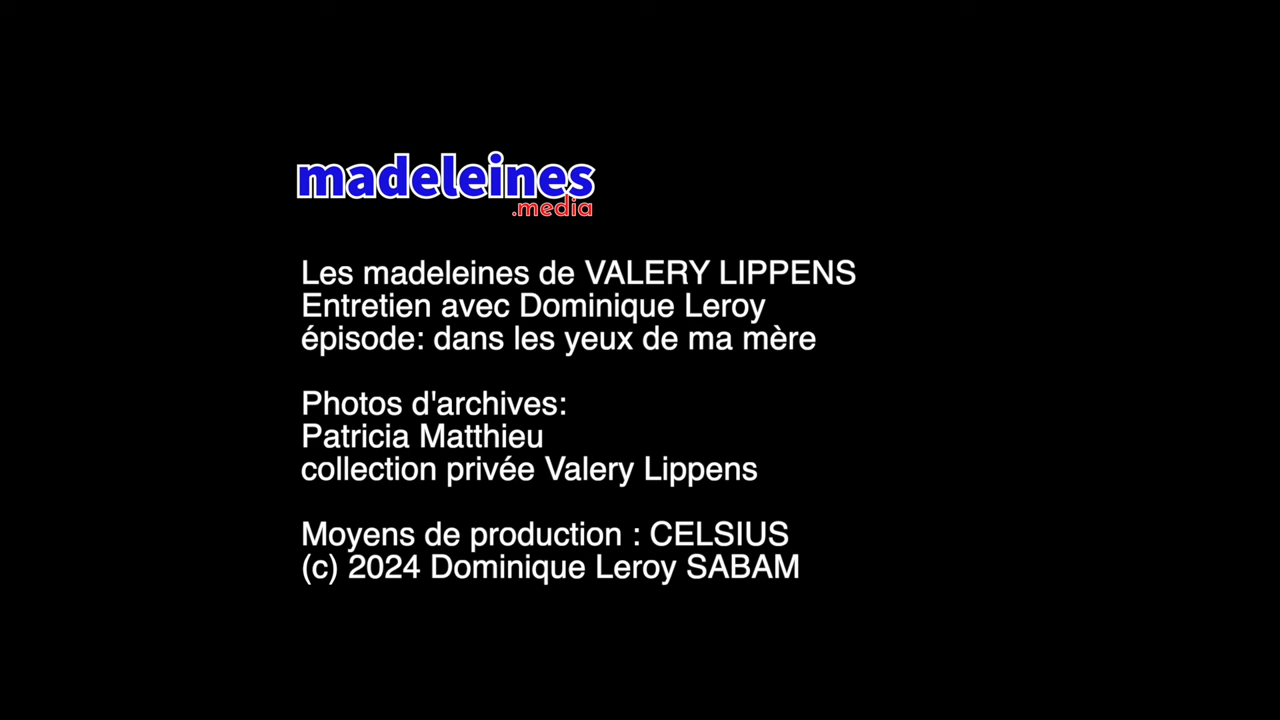 madeleines
.media
Les madeleines de VALERY LIPPENS
Entretien avec Dominique Leroy
épisode: dans les yeux de ma mère
Photos d'archives:
Patricia Matthieu
collection privée Valery Lippens
Moyens de production : CELSIUS
(c) 2024 Dominique Leroy SABAM